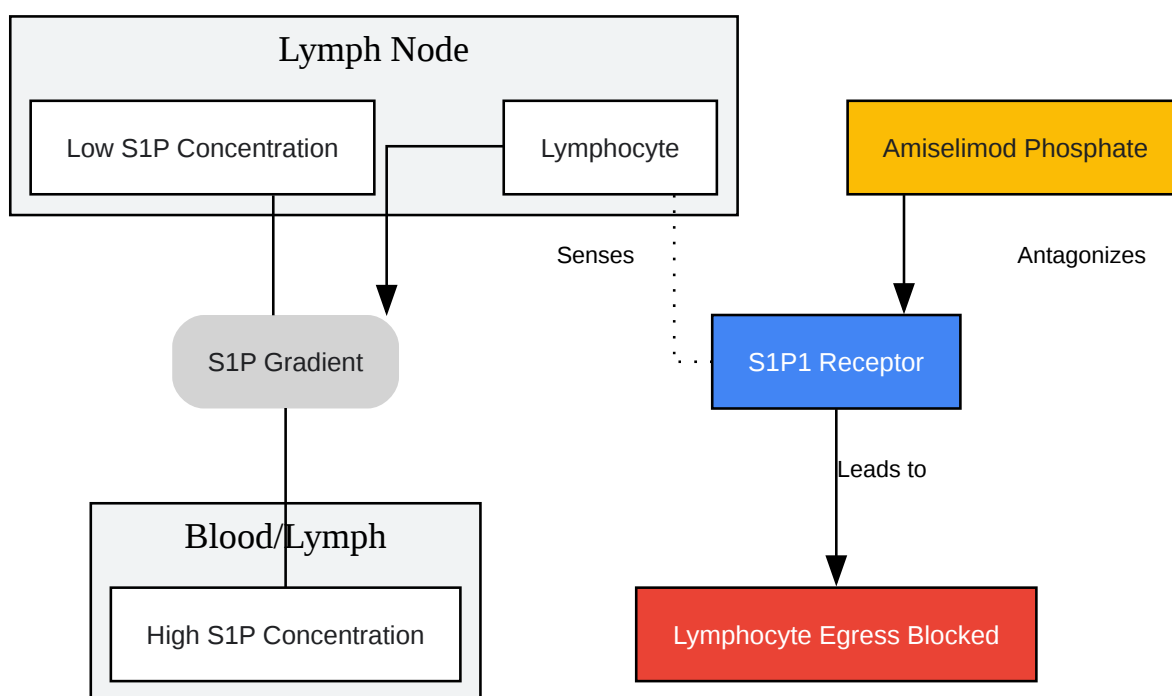 Lymph Node
Low S1P Concentration
Lymphocyte
Amiselimod Phosphate
Senses
Antagonizes
S1P Gradient
S1P1 Receptor
Leads to
Blood/Lymph
High S1P Concentration
Lymphocyte Egress Blocked